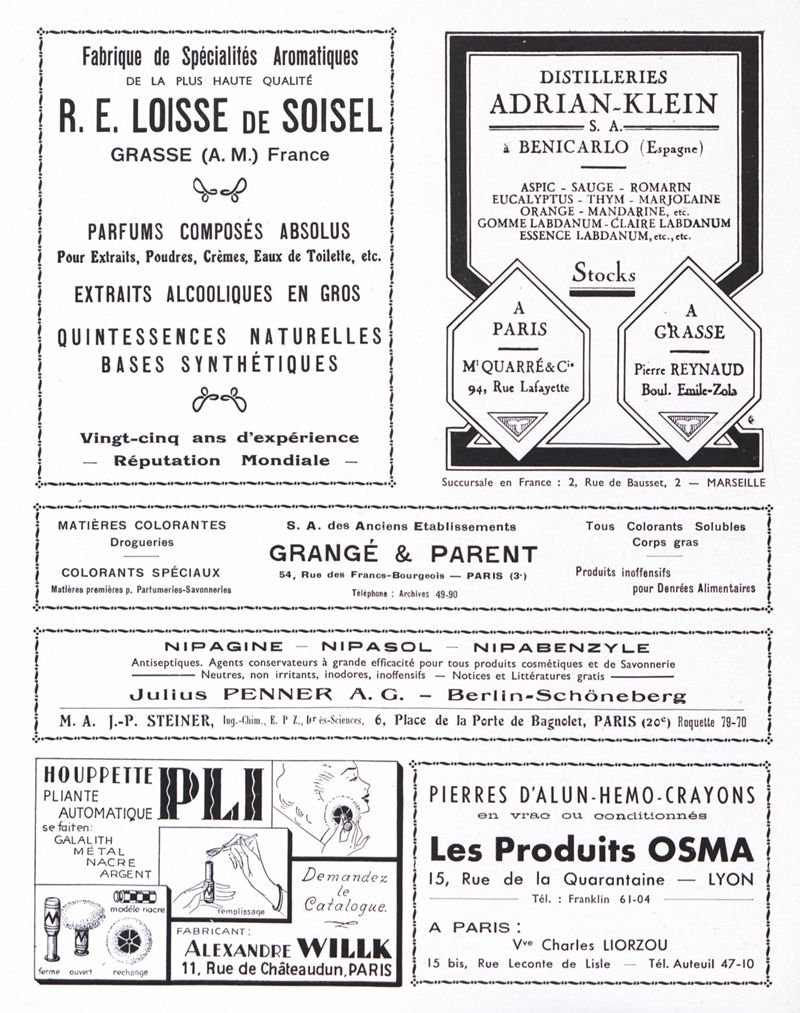 Fabrique de Spécialités Aromatiques
DE LA PLUS HAUTE QUALITÉ
R. E. LOISSE DE SOISEL
GRASSE (A. M.) France
PARFUMS COMPOSÉS ABSOLUS
Pour Extraits, Poudres, Crèmes, Eaux de Toilette, etc.
EXTRAITS ALCOOLIQUES EN GROS
QUINTESSENCES NATURELLES
BASES SYNTHÉTIQUES
Vingt-cinq ans d'expérience
— Réputation Mondiale —
DISTILLERIES
ADRIAN-KLEIN
S. A.
à BENICARLO (Espagne)
ASPIC - SAUGE - ROMARIN
EUCALYPTUS - THYM - MARJOLAINE
ORANGE - MANDARINE, etc.
GOMME LABDANUM - CLAIRE LABDANUM
ESSENCE LABDANUM, etc., etc.
Stocks
A
PARIS
Ml QUARRÉ & Cie
94, Rue Lafayette
A
GRASSE
Pierre REYNAUD
Boul. Emile-Zola
Succursale en France : 2, Rue de Bausset, 2 — MARSEILLE
MATIÈRES COLORANTES
Drogueries
COLORANTS SPÉCIAUX
Matières premières p. Parfumeries-Savonneries
S. A. des Anciens Etablissements
GRANGÉ & PARENT
54, Rue des Francs-Bourgeois — PARIS (3e)
Téléphone : Archives 49-90
Tous Colorants Solubles
Corps gras
Produits inoffensifs
pour Denrées Alimentaires
NIPAGINE — NIPASOL — NIPABENZYLE
Antiseptiques. Agents conservateurs à grande efficacité pour tous produits cosmétiques et de Savonnerie
Neutres, non irritants, inodores, inoffensifs — Notices et Littératures gratis
Julius PENNER A. G. — Berlin-Schöneberg
M. A. J.-P. STEINER, Ing.-Chim., E. P. Z., Dr ès-Sciences, 6, Place de la Porte de Bagnolet, PARIS (20e) Roquette 79-70
HOUPPETTE PLI
PLIANTE
AUTOMATIQUE
se fait en:
GALALITH
MÉTAL
NACRE
ARGENT
modèle nacre
ferme ouvert rechange
remplissage
Demandez
le
Catalogue.
FABRICANT:
ALEXANDRE WILLK
11, Rue de Châteaudun, PARIS
PIERRES D'ALUN-HEMO-CRAYONS
en vrac ou conditionnés
Les Produits OSMA
15, Rue de la Quarantaine — LYON
Tél. : Franklin 61-04
A PARIS :
Vve Charles LIORZOU
15 bis, Rue Leconte de Lisle — Tél. Auteuil 47-10